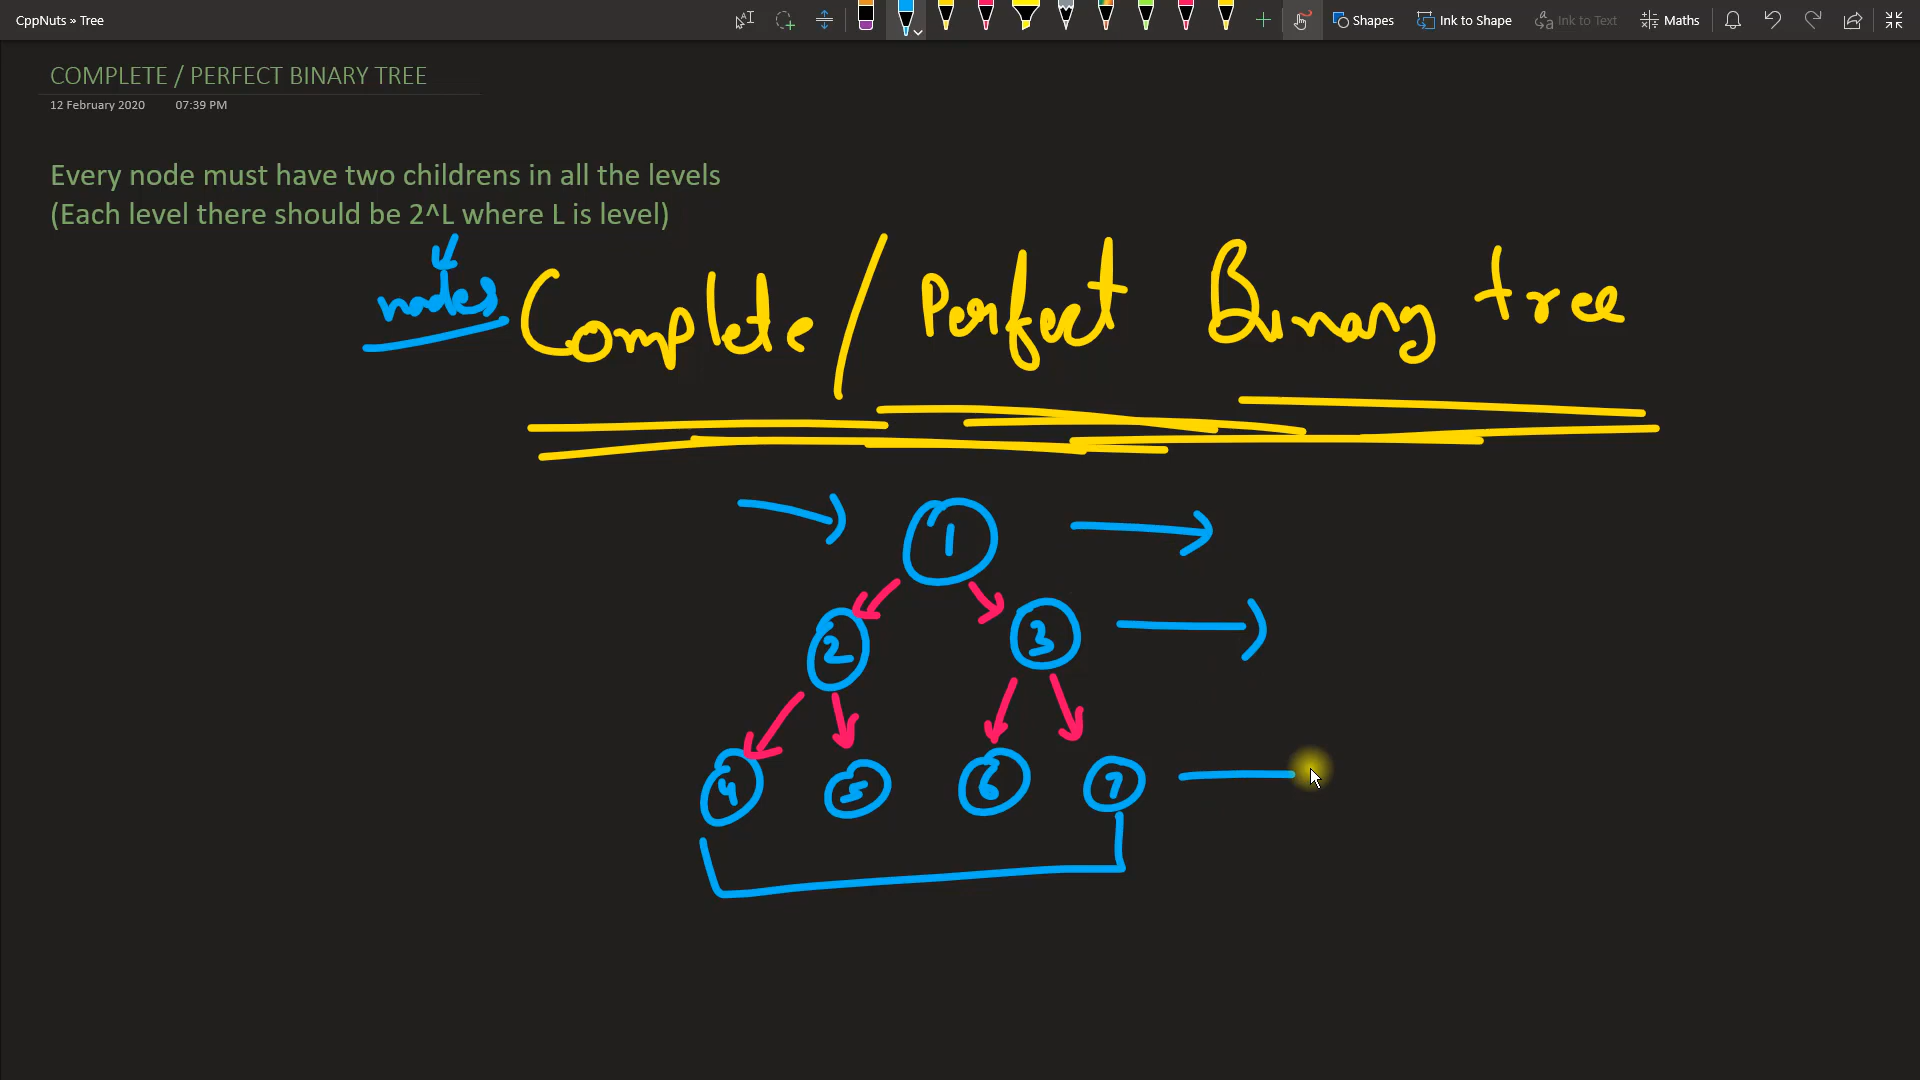 CppNuts » Tree
Shapes
Ink to Shape
Ink to Text
Maths
COMPLETE / PERFECT BINARY TREE
12 February 2020 07:39 PM
Every node must have two childrens in all the levels
(Each level there should be 2^L where L is level)
nodes
Complete / Perfect Binary tree
1
2 3
4 5 6 7